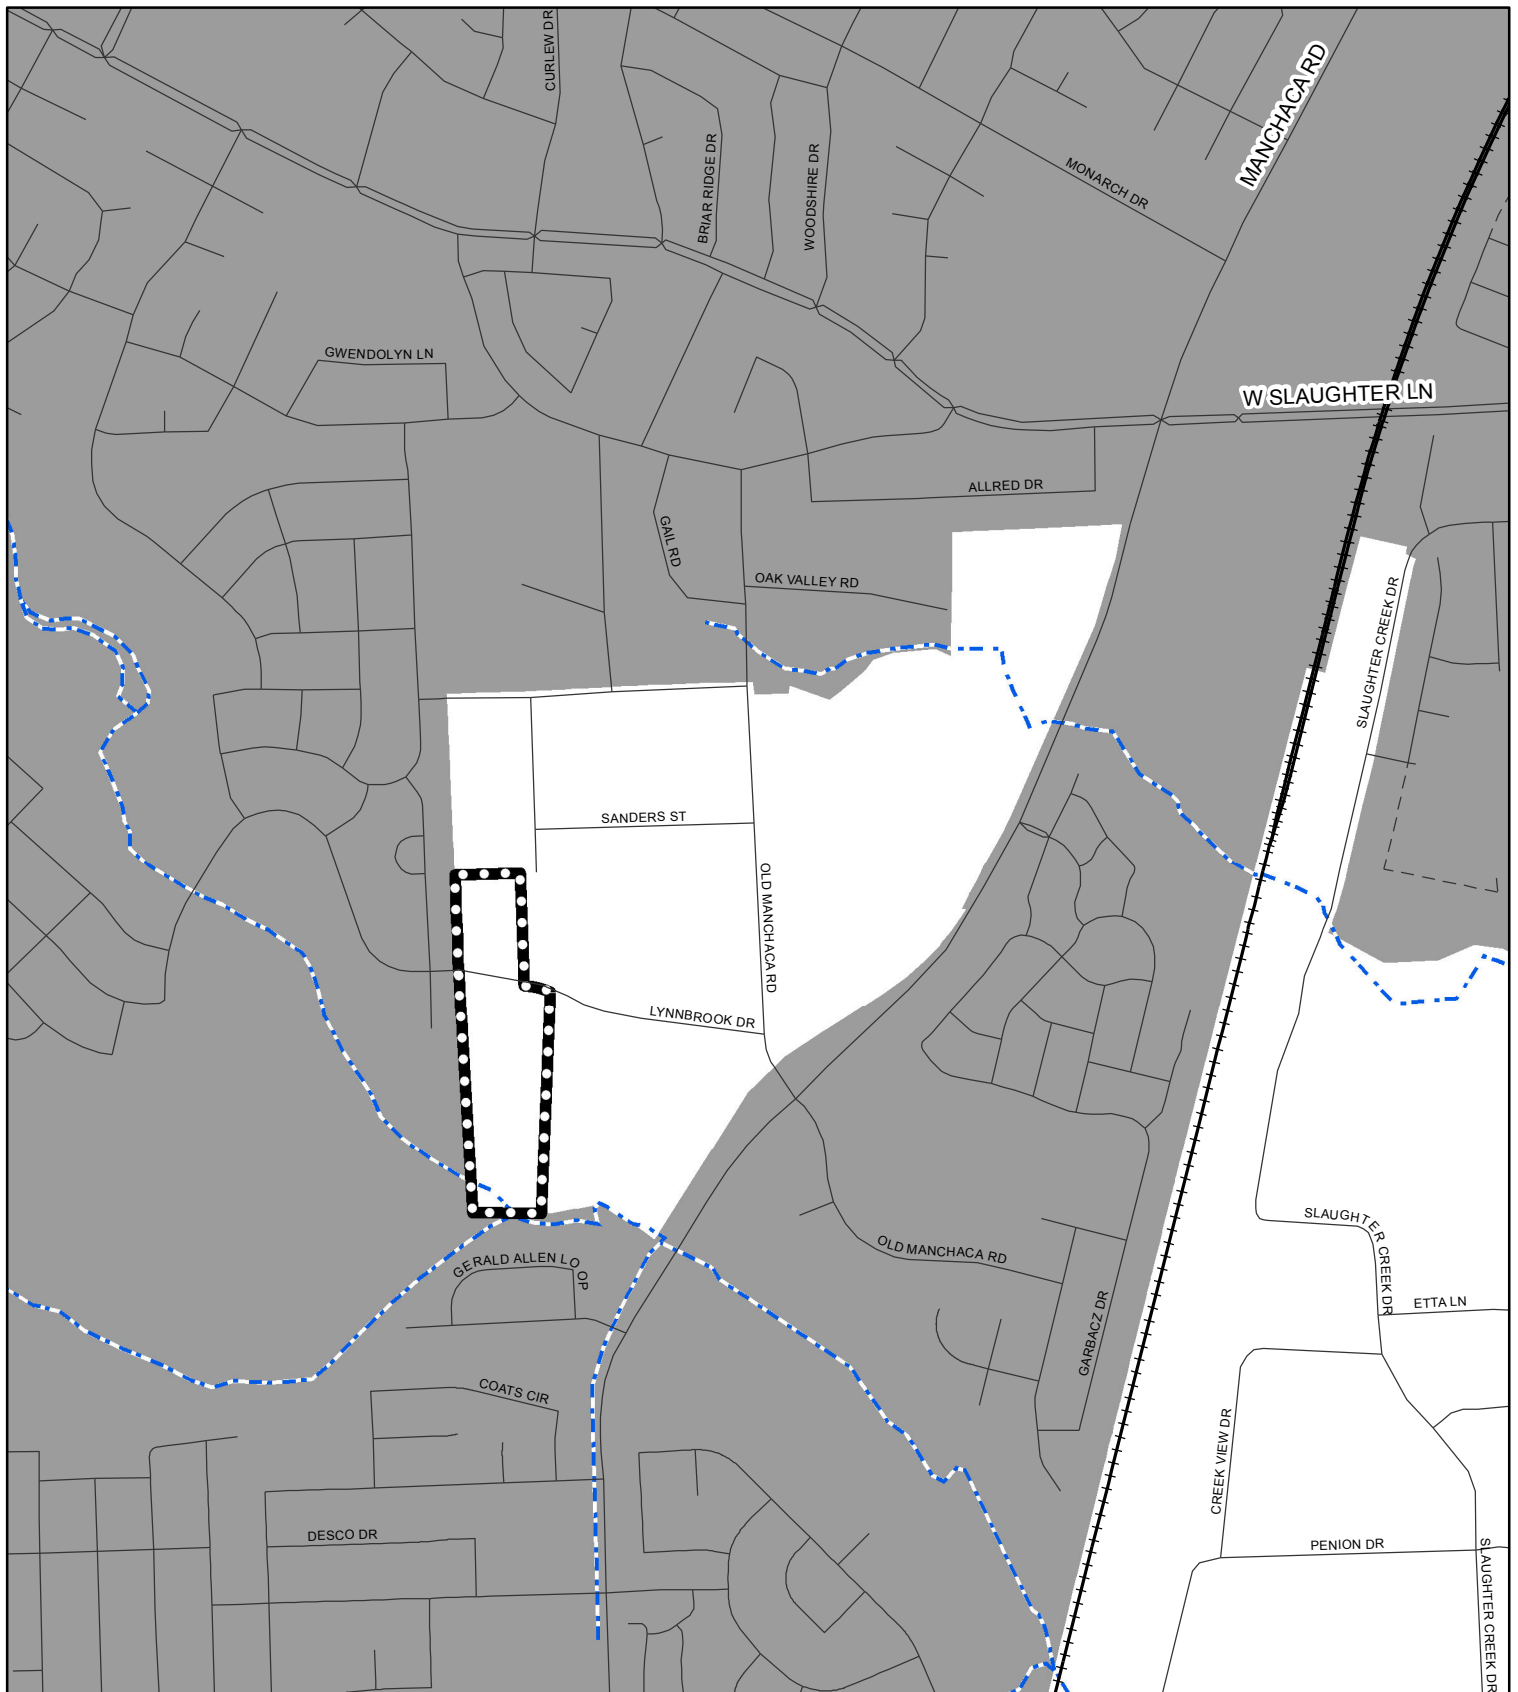 CURLEW DR
MANCHACA RD
BRIAR RIDGE DR
WOODSHIRE DR
MONARCH DR
GWENDOLYN LN
W SLAUGHTER LN
ALLRED DR
GAIL RD
OAK VALLEY RD
SLAUGHTER CREEK DR
SANDERS ST
OLD MANCHACA RD
LYNNBROOK DR
SLAUGHTER CREEK DR
OLD MANCHACA RD
GERALD ALLEN LOOP
GARBACZ DR
ETTA LN
COATS CIR
CREEK VIEW DR
DESCO DR
PENION DR
SLAUGHTER CREEK DR